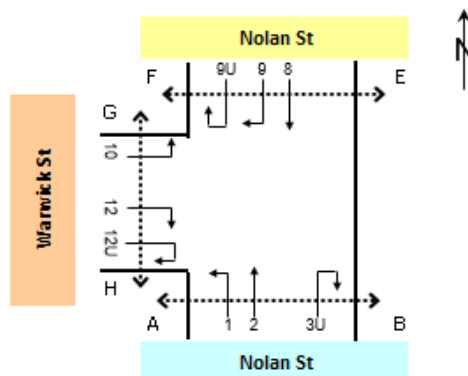 Nolan St
N
F
9U 9 8
E
G
10
Warwick St
12
12U
H
A
1 2 3U
B
Nolan St